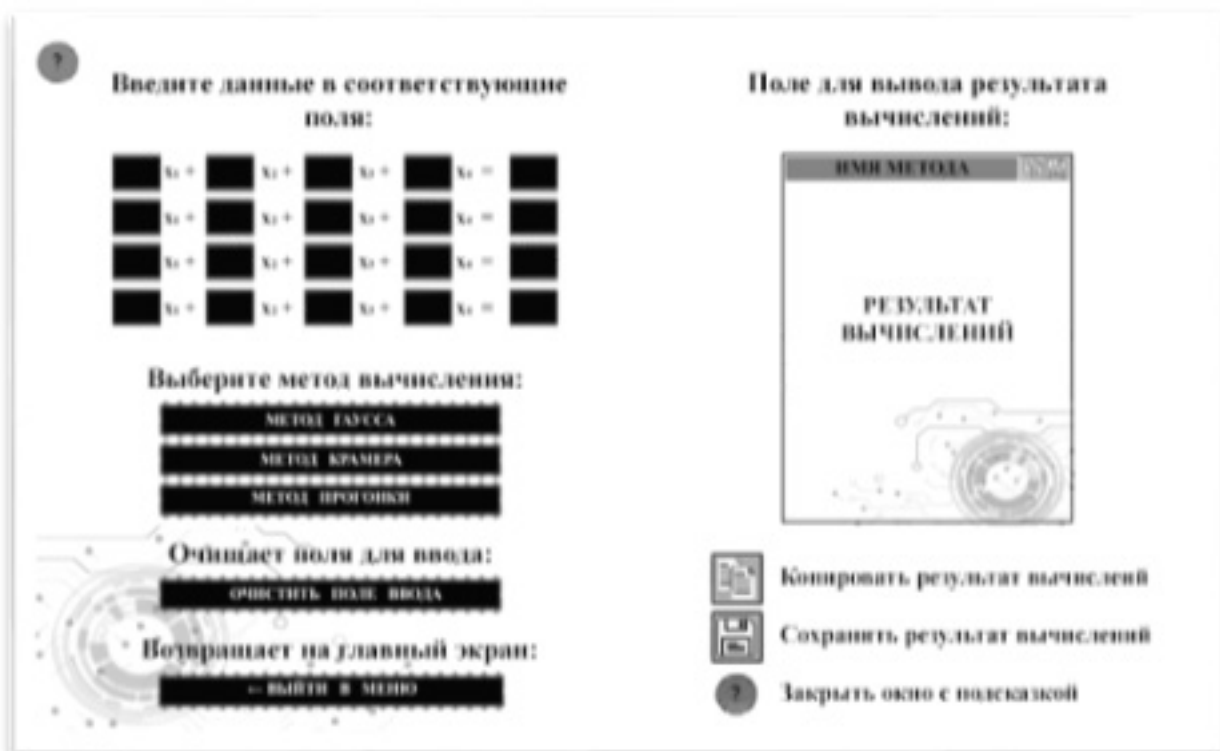 ?
Введите данные в соответствующие
поля:
x₁ + x₂ + x₃ + x₄ =
x₁ + x₂ + x₃ + x₄ =
x₁ + x₂ + x₃ + x₄ =
x₁ + x₂ + x₃ + x₄ =
Выберите метод вычисления:
МЕТОД ГАУССА
МЕТОД КРАМЕРА
МЕТОД ПРОГОНКИ
Очищает поля для ввода:
ОЧИСТИТЬ ПОЛЕ ВВОДА
Возвращает на главный экран:
← ВЫЙТИ В МЕНЮ
Поле для вывода результата
вычислений:
ИМЯ МЕТОДА
РЕЗУЛЬТАТ
ВЫЧИСЛЕНИЙ
Копировать результат вычислений
Сохранить результат вычислений
? Закрыть окно с подсказкой